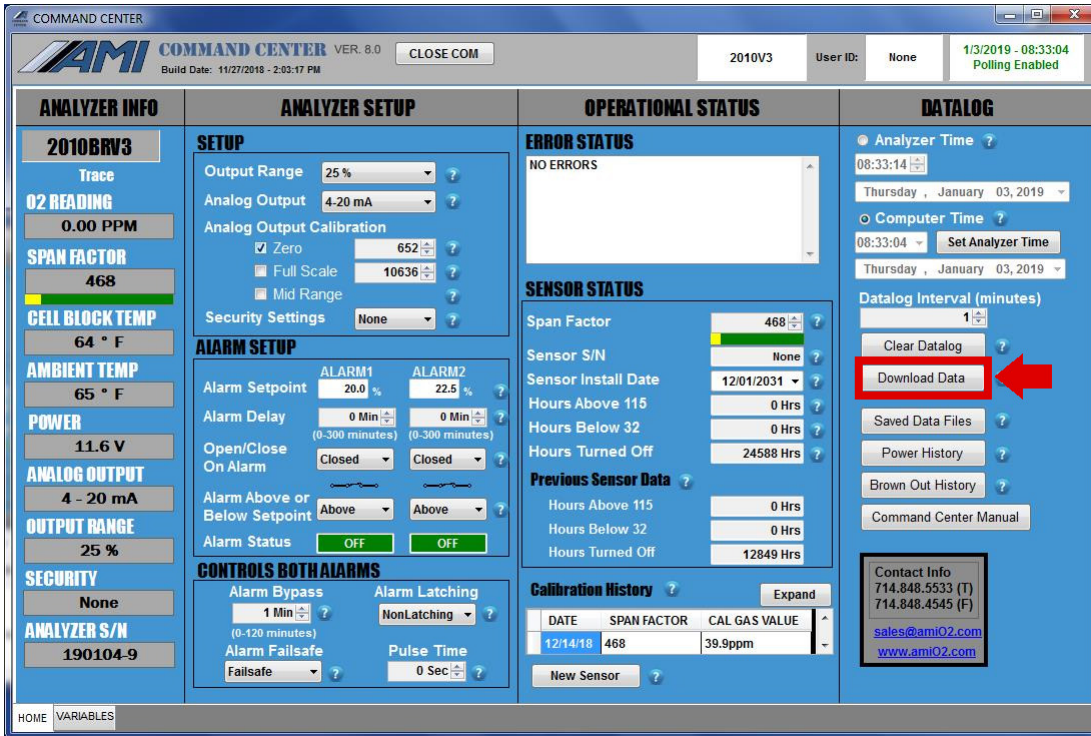 COMMAND CENTER
AMI COMMAND CENTER VER. 8.0
Build Date: 11/27/2018 - 2:03:17 PM
CLOSE COM
2010V3
User ID:
None
1/3/2019 - 08:33:04
Polling Enabled
ANALYZER INFO
2010BRV3
Trace
O2 READING
0.00 PPM
SPAN FACTOR
468
CELL BLOCK TEMP
64 ° F
AMBIENT TEMP
65 ° F
POWER
11.6 V
ANALOG OUTPUT
4 - 20 mA
OUTPUT RANGE
25 %
SECURITY
None
ANALYZER S/N
190104-9
ANALYZER SETUP
SETUP
Output Range 25 % ?
Analog Output 4-20 mA ?
Analog Output Calibration
Zero 652 ?
Full Scale 10636 ?
Mid Range ?
Security Settings None ?
ALARM SETUP
ALARM1 ALARM2
Alarm Setpoint 20.0 % 22.5 % ?
Alarm Delay 0 Min 0 Min ?
(0-300 minutes) (0-300 minutes)
Open/Close
On Alarm Closed Closed ?
Alarm Above or
Below Setpoint Above Above ?
Alarm Status OFF OFF
CONTROLS BOTH ALARMS
Alarm Bypass Alarm Latching
1 Min ? NonLatching ?
(0-120 minutes)
Alarm Failsafe Pulse Time
Failsafe ? 0 Sec ?
OPERATIONAL STATUS
ERROR STATUS
NO ERRORS
SENSOR STATUS
Span Factor 468 ?
Sensor S/N None ?
Sensor Install Date 12/01/2031 ?
Hours Above 115 0 Hrs ?
Hours Below 32 0 Hrs ?
Hours Turned Off 24588 Hrs ?
Previous Sensor Data ?
Hours Above 115 0 Hrs
Hours Below 32 0 Hrs
Hours Turned Off 12849 Hrs
Calibration History ? Expand
DATE SPAN FACTOR CAL GAS VALUE
12/14/18 468 39.9ppm
New Sensor ?
DATALOG
Analyzer Time ?
08:33:14
Thursday , January 03, 2019
Computer Time ?
08:33:04 Set Analyzer Time
Thursday , January 03, 2019
Datalog Interval (minutes)
1
Clear Datalog ?
Download Data
Saved Data Files ?
Power History ?
Brown Out History ?
Command Center Manual
Contact Info
714.848.5533 (T)
714.848.4545 (F)
sales@amiO2.com
www.amiO2.com
HOME VARIABLES